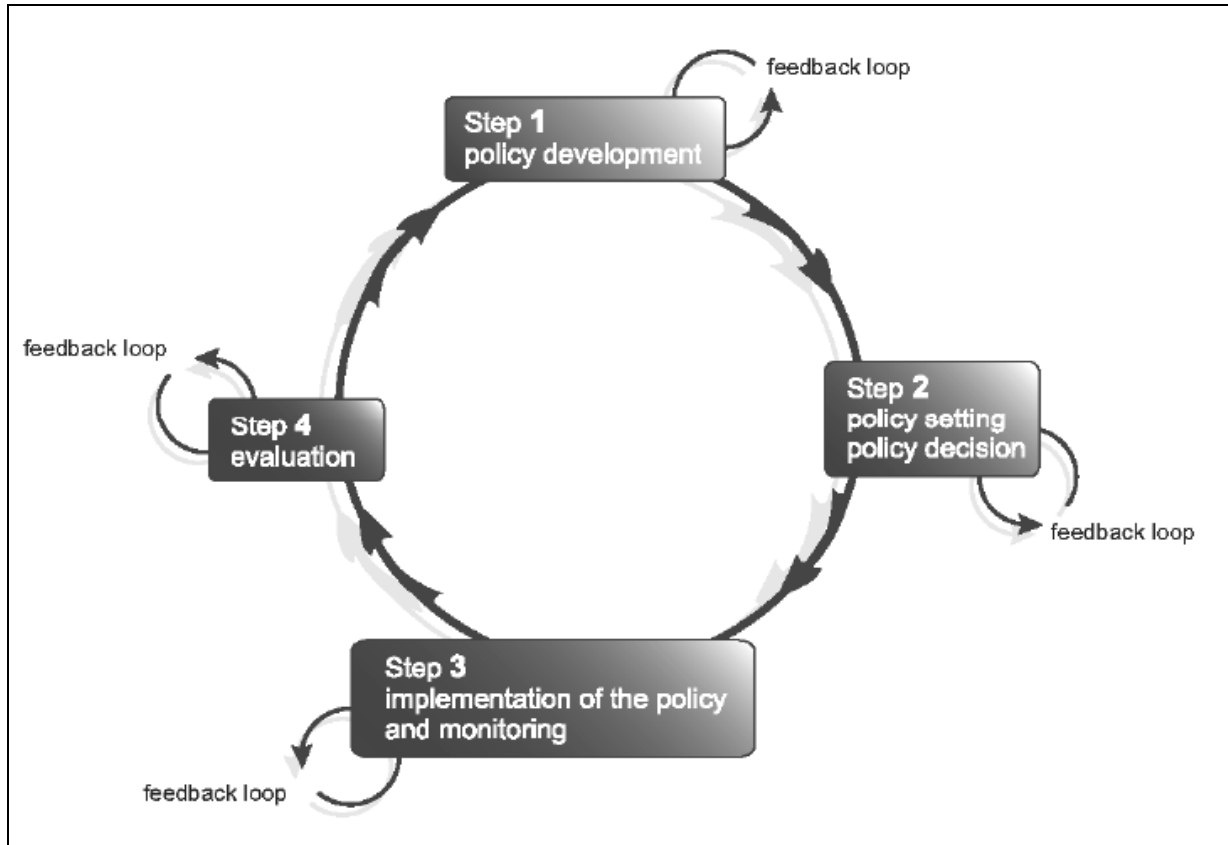 feedback loop
Step 1
policy development
Step 2
policy setting
policy decision
feedback loop
Step 3
implementation of the policy
and monitoring
feedback loop
Step 4
evaluation
feedback loop